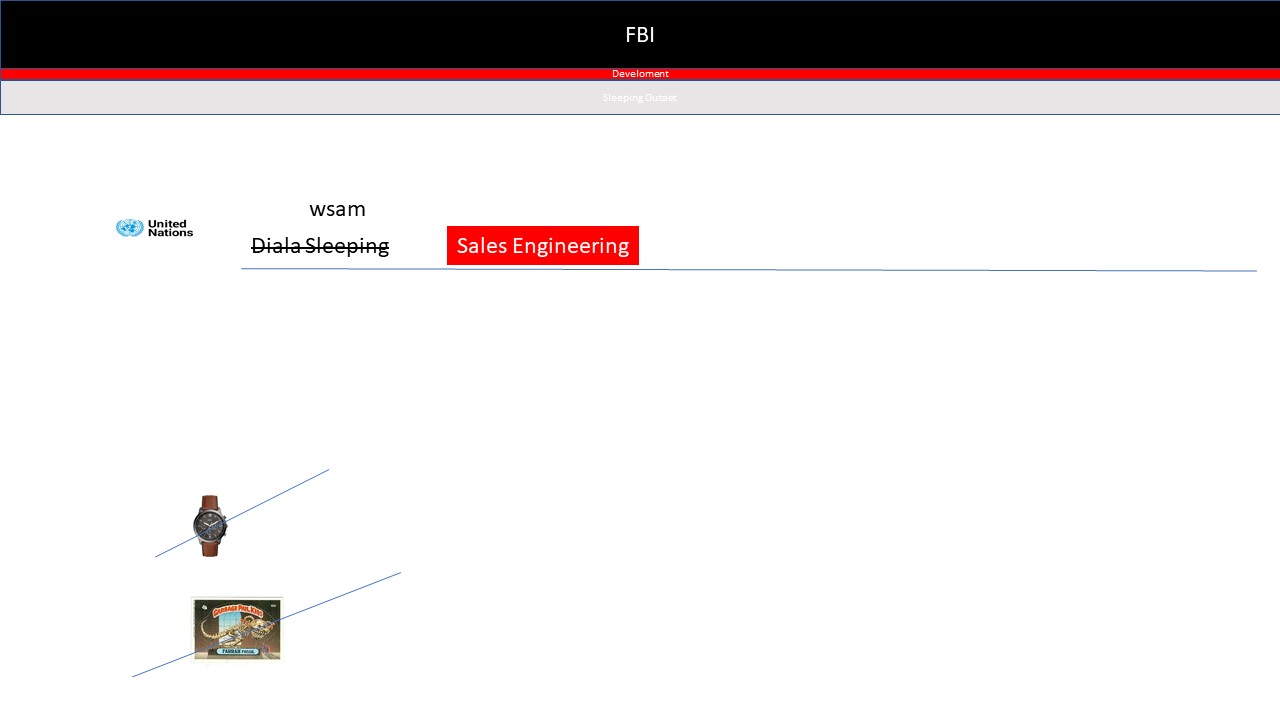 FBI
Develoment
Sleeping Outset
wsam
United
Nations
Diala Sleeping
Sales Engineering
GARBAGE PAIL KIDS
FARRAH FOSSIL